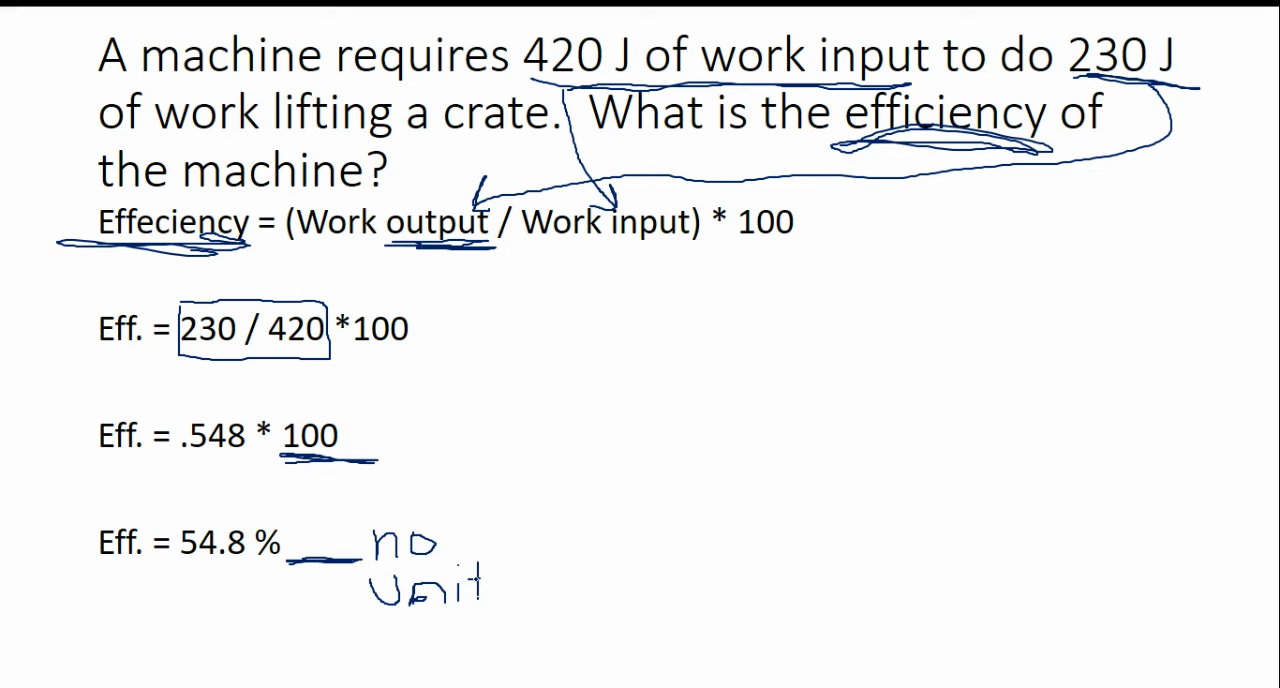 A machine requires 420 J of work input to do 230 J
of work lifting a crate. What is the efficiency of
the machine?
Effeciency = (Work output / Work input) * 100
Eff. = 230 / 420 *100
Eff. = .548 * 100
Eff. = 54.8 % no
unit